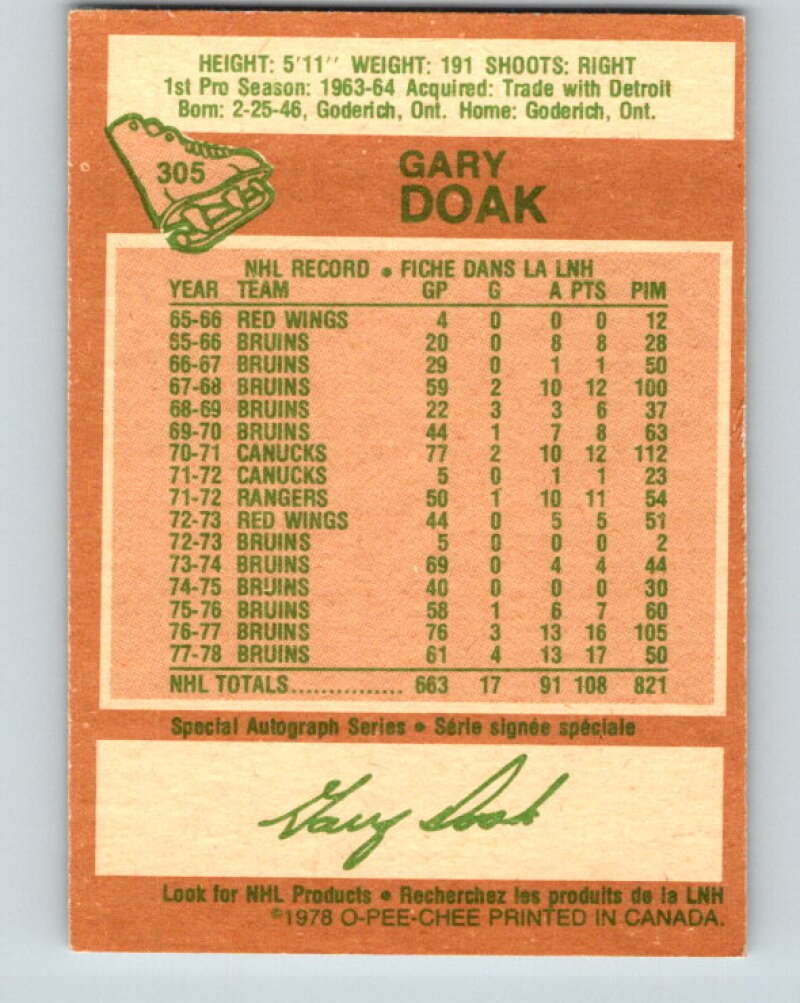 HEIGHT: 5'11" WEIGHT: 191 SHOOTS: RIGHT
1st Pro Season: 1963-64 Acquired: Trade with Detroit
Born: 2-25-46, Goderich, Ont. Home: Goderich, Ont.
305
GARY
DOAK
NHL RECORD • FICHE DANS LA LNH
YEAR TEAM GP G A PTS PIM
65-66 RED WINGS 4 0 0 0 12
65-66 BRUINS 20 0 8 8 28
66-67 BRUINS 29 0 1 1 50
67-68 BRUINS 59 2 10 12 100
68-69 BRUINS 22 3 3 6 37
69-70 BRUINS 44 1 7 8 63
70-71 CANUCKS 77 2 10 12 112
71-72 CANUCKS 5 0 1 1 23
71-72 RANGERS 50 1 10 11 54
72-73 RED WINGS 44 0 5 5 51
72-73 BRUINS 5 0 0 0 2
73-74 BRUINS 69 0 4 4 44
74-75 BRUINS 40 0 0 0 30
75-76 BRUINS 58 1 6 7 60
76-77 BRUINS 76 3 13 16 105
77-78 BRUINS 61 4 13 17 50
NHL TOTALS............... 663 17 91 108 821
Special Autograph Series • Série signée spéciale
Gary Doak
Look for NHL Products • Recherchez les produits de la LNH
©1978 O-PEE-CHEE PRINTED IN CANADA.